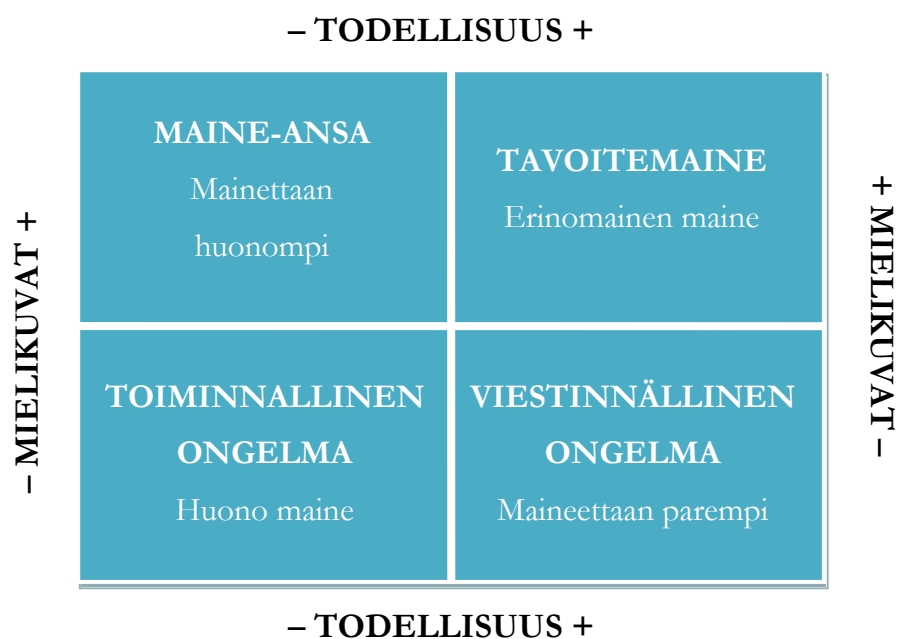 – TODELLISUUS +
MAINE-ANSA
Mainettaan
huonompi
TAVOITEMAINE
Erinomainen maine
– MIELIKUVAT +
+ MIELIKUVAT –
TOIMINNALLINEN
ONGELMA
Huono maine
VIESTINNÄLLINEN
ONGELMA
Maineettaan parempi
– TODELLISUUS +